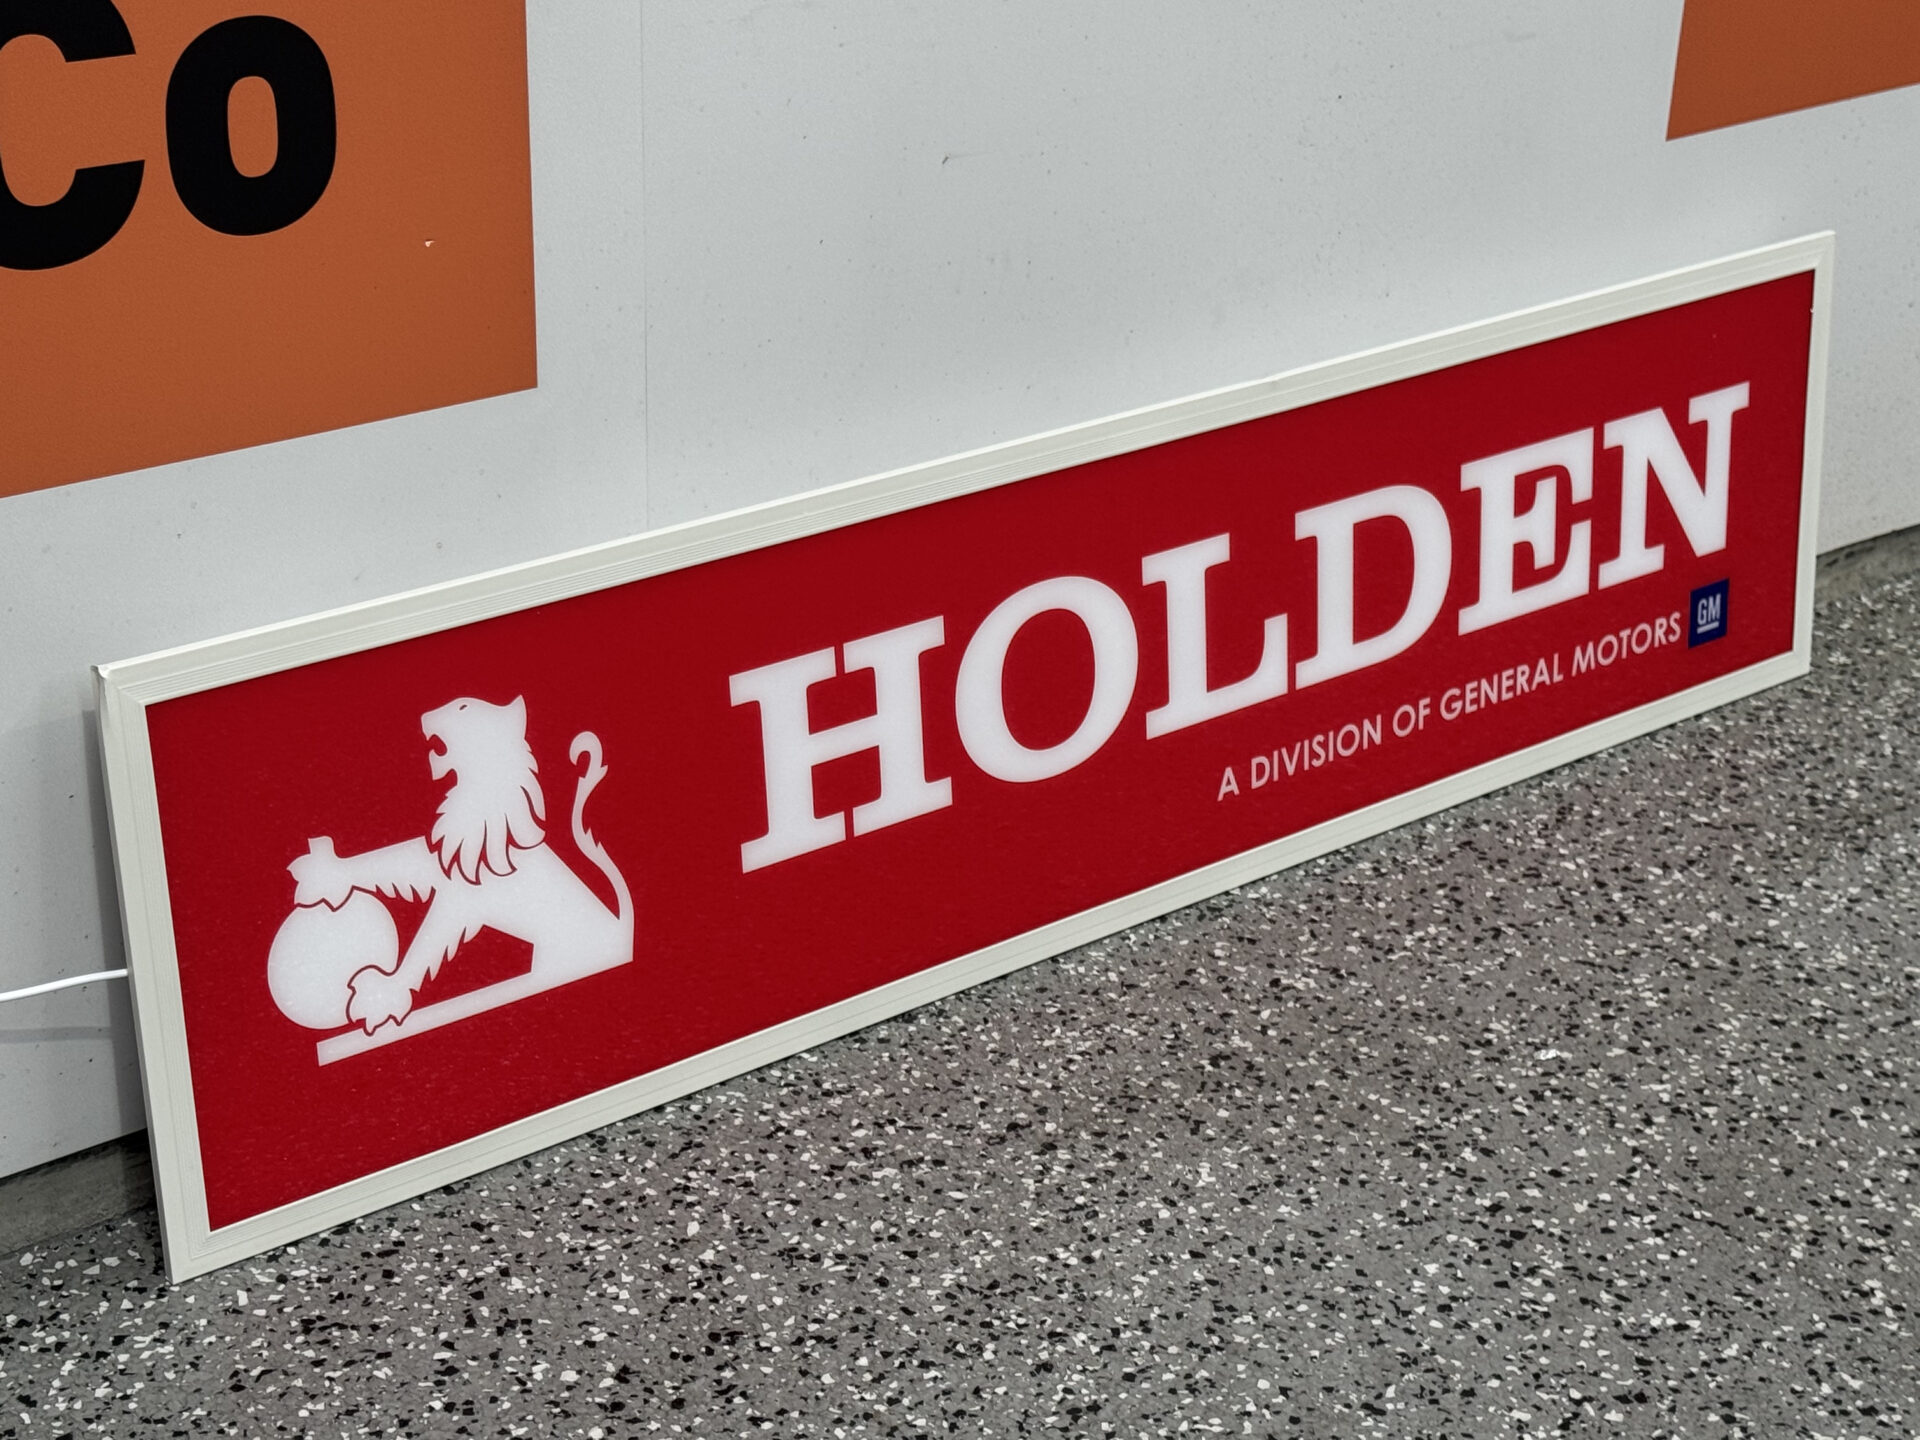 Co
HOLDEN
A DIVISION OF GENERAL MOTORS GM